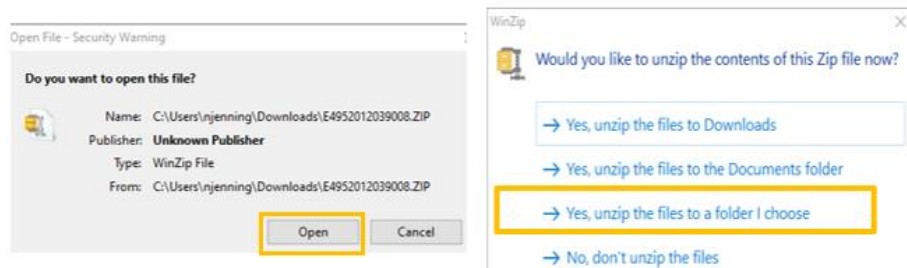 Open File - Security Warning
Do you want to open this file?
Name: C:\Users\njenning\Downloads\E4952012039008.ZIP
Publisher: Unknown Publisher
Type: WinZip File
From: C:\Users\njenning\Downloads\E4952012039008.ZIP
Open
Cancel
WinZip
Would you like to unzip the contents of this Zip file now?
→ Yes, unzip the files to Downloads
→ Yes, unzip the files to the Documents folder
→ Yes, unzip the files to a folder I choose
→ No, don't unzip the files